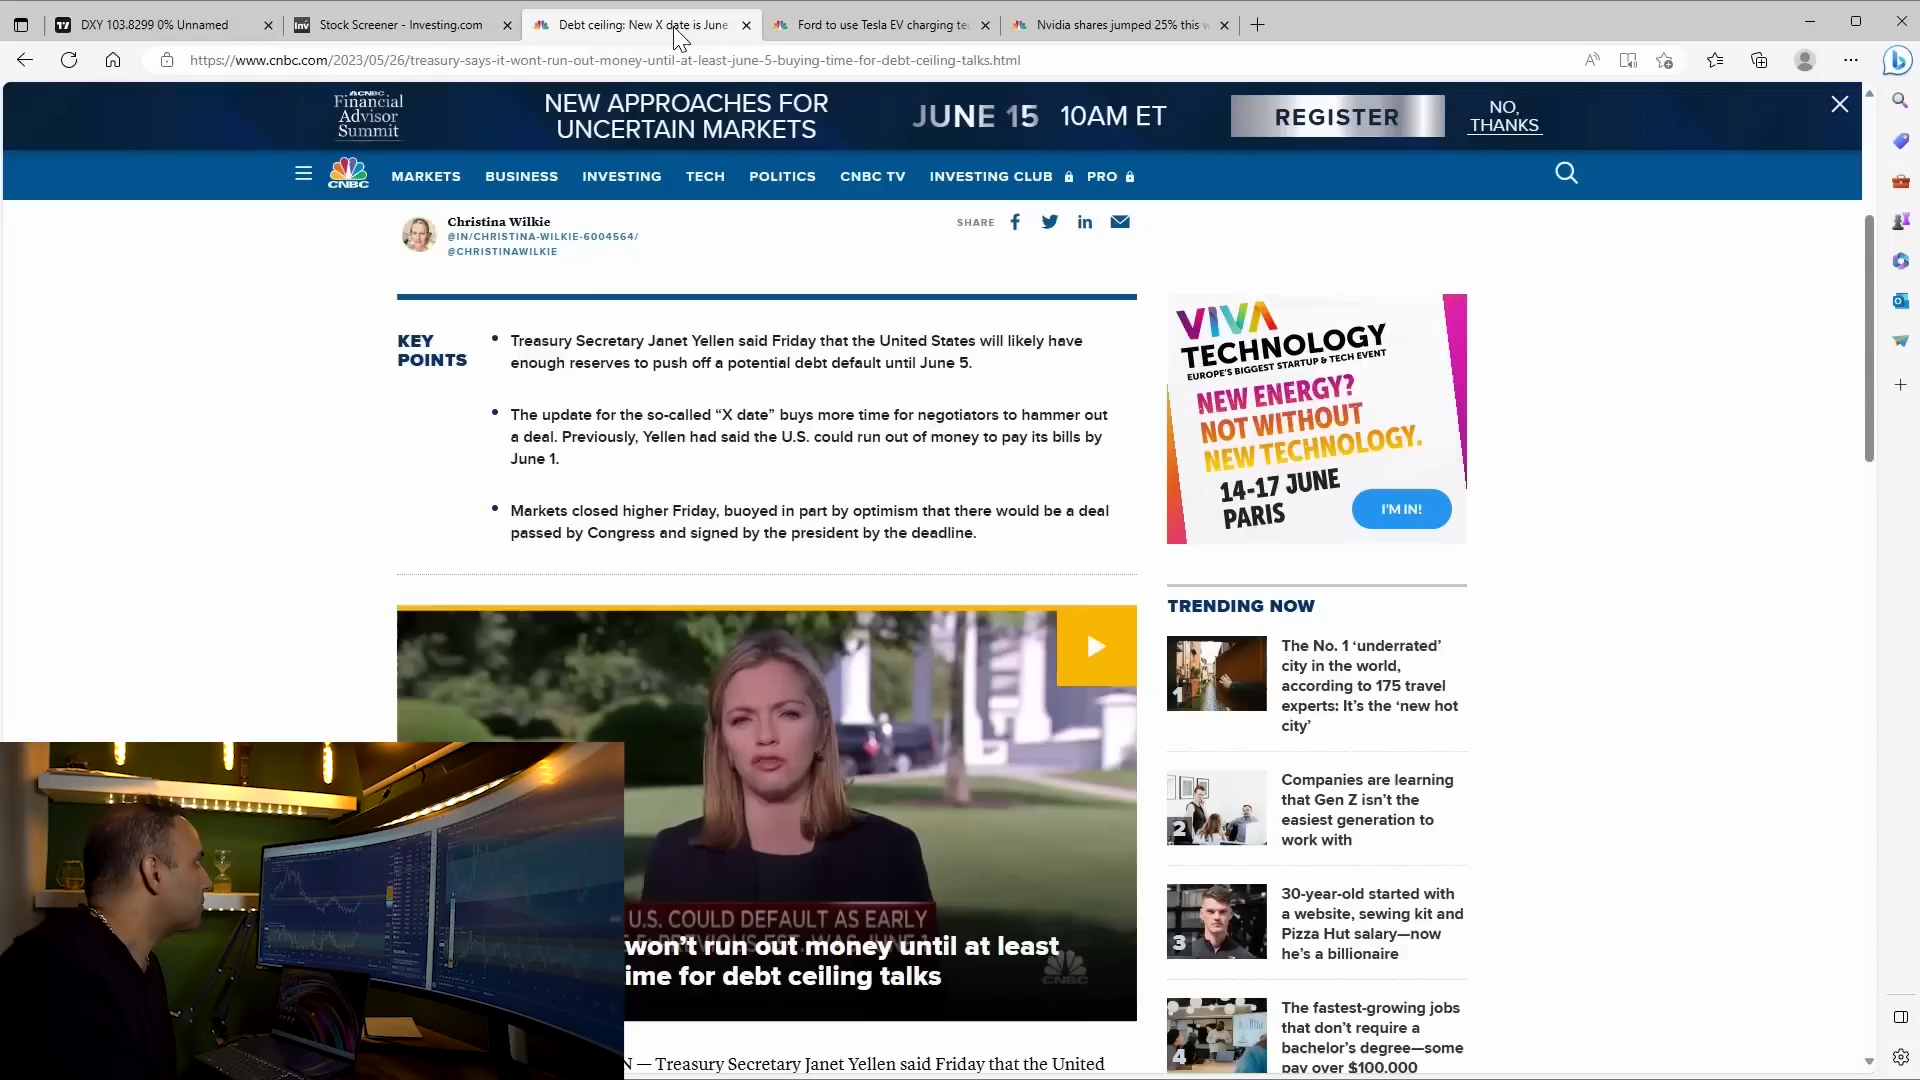 DXY 103.8299 0% Unnamed
Stock Screener - Investing.com
Debt ceiling: New X date is June
Ford to use Tesla EV charging te
Nvidia shares jumped 25% this w
https://www.cnbc.com/2023/05/26/treasury-says-it-wont-run-out-money-until-at-least-june-5-buying-time-for-debt-ceiling-talks.html
CNBC
Financial
Advisor
Summit
NEW APPROACHES FOR
UNCERTAIN MARKETS
JUNE 15 10AM ET
REGISTER
NO,
THANKS
CNBC
MARKETS
BUSINESS
INVESTING
TECH
POLITICS
CNBC TV
INVESTING CLUB
PRO
Christina Wilkie
@IN/CHRISTINA-WILKIE-6004564/
@CHRISTINAWILKIE
SHARE
KEY
POINTS
Treasury Secretary Janet Yellen said Friday that the United States will likely have
enough reserves to push off a potential debt default until June 5.
The update for the so-called “X date” buys more time for negotiators to hammer out
a deal. Previously, Yellen had said the U.S. could run out of money to pay its bills by
June 1.
Markets closed higher Friday, buoyed in part by optimism that there would be a deal
passed by Congress and signed by the president by the deadline.
U.S. COULD DEFAULT AS EARLY
won’t run out money until at least
ime for debt ceiling talks
CNBC
N — Treasury Secretary Janet Yellen said Friday that the United
VIVA
TECHNOLOGY
EUROPE'S BIGGEST STARTUP & TECH EVENT
NEW ENERGY?
NOT WITHOUT
NEW TECHNOLOGY.
14-17 JUNE
PARIS
I'M IN!
TRENDING NOW
1
The No. 1 ‘underrated’
city in the world,
according to 175 travel
experts: It’s the ‘new hot
city’
2
Companies are learning
that Gen Z isn’t the
easiest generation to
work with
3
30-year-old started with
a website, sewing kit and
Pizza Hut salary—now
he’s a billionaire
4
The fastest-growing jobs
that don’t require a
bachelor’s degree—some
pay over $100,000